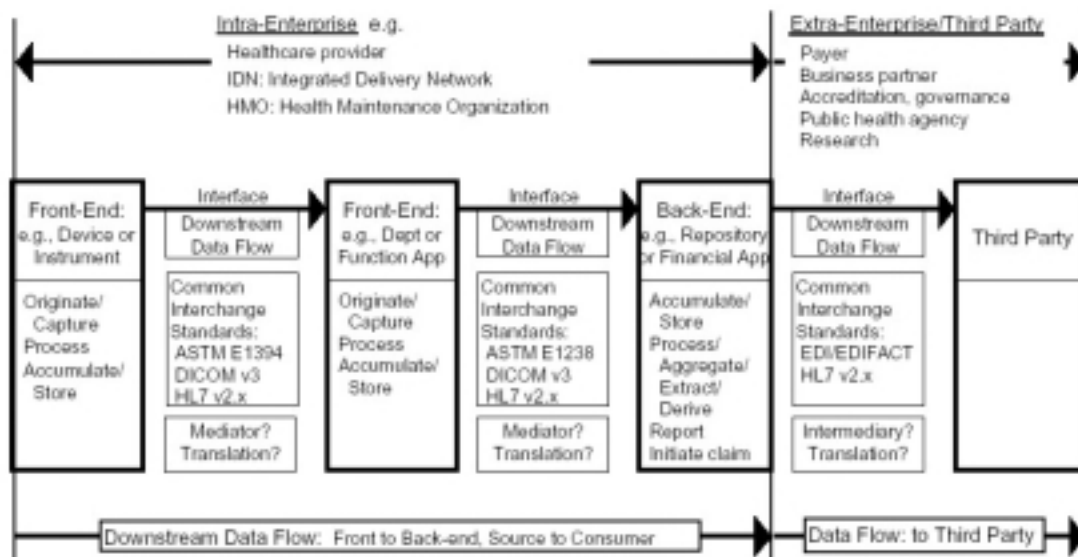 Intra-Enterprise e.g.
Healthcare provider
IDN: Integrated Delivery Network
HMO: Health Maintenance Organization
Extra-Enterprise/Third Party
Payer
Business partner
Accreditation, governance
Public health agency
Research
Front-End:
e.g., Device or
Instrument
Originate/
Capture
Process
Accumulate/
Store
Interface
Downstream
Data Flow
Common
Interchange
Standards:
ASTM E1394
DICOM v3
HL7 v2.x
Mediator?
Translation?
Front-End:
e.g., Dept or
Function App
Originate/
Capture
Process
Accumulate/
Store
Interface
Downstream
Data Flow
Common
Interchange
Standards:
ASTM E1238
DICOM v3
HL7 v2.x
Mediator?
Translation?
Back-End:
e.g., Repository
or Financial App
Accumulate/
Store
Process/
Aggregate/
Extract/
Derive
Report
Initiate claim
Interface
Downstream
Data Flow
Common
Interchange
Standards:
EDI/EDIFACT
HL7 v2.x
Intermediary?
Translation?
Third Party
Downstream Data Flow: Front to Back-end, Source to Consumer
Data Flow: to Third Party